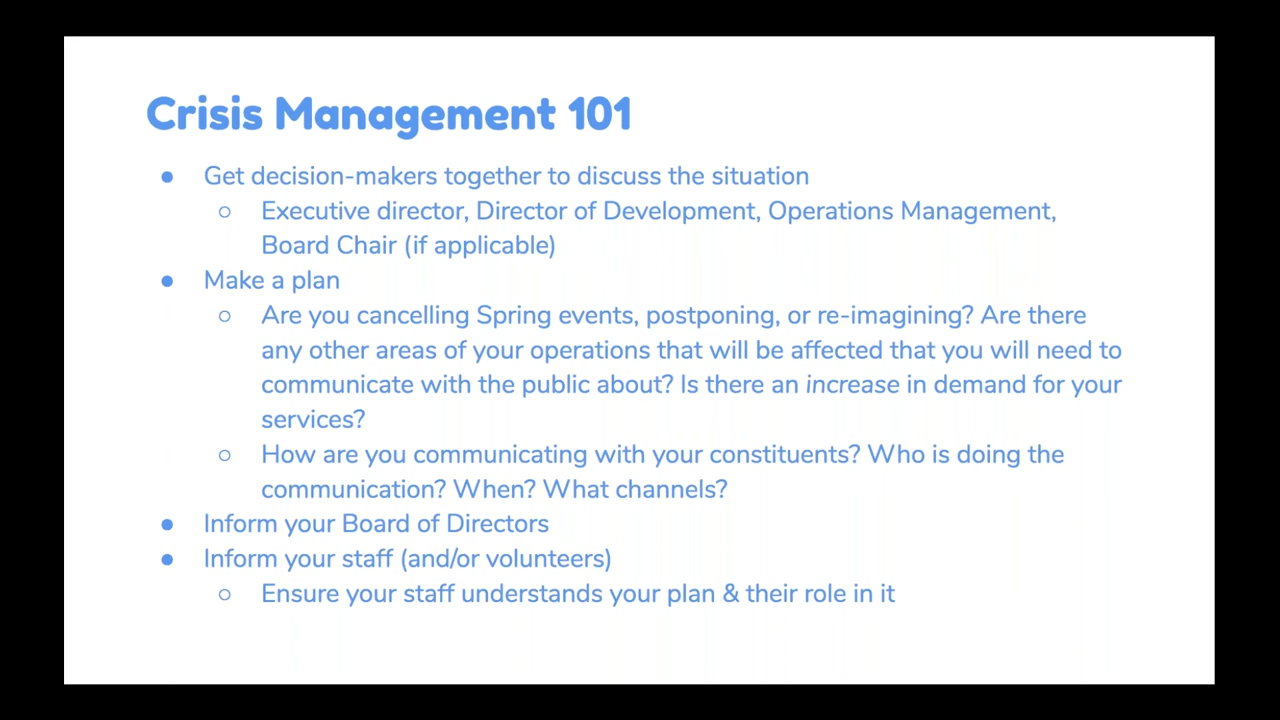 Crisis Management 101
● Get decision-makers together to discuss the situation
○ Executive director, Director of Development, Operations Management,
Board Chair (if applicable)
● Make a plan
○ Are you cancelling Spring events, postponing, or re-imagining? Are there
any other areas of your operations that will be affected that you will need to
communicate with the public about? Is there an increase in demand for your
services?
○ How are you communicating with your constituents? Who is doing the
communication? When? What channels?
● Inform your Board of Directors
● Inform your staff (and/or volunteers)
○ Ensure your staff understands your plan & their role in it